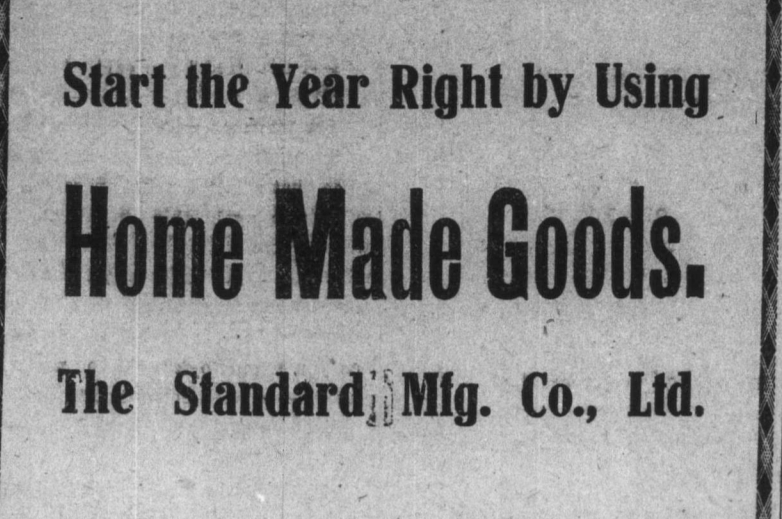 Start the Year Right by Using
Home Made Goods.
The Standard Mfg. Co., Ltd.